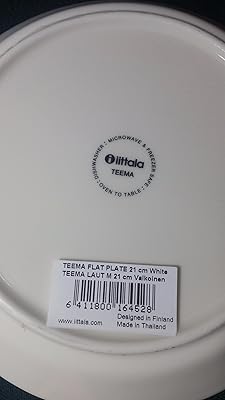 DISHWASHER : MICROWAVE & FREEZER SAFE
: OVEN TO TABLE :
iittala
TEEMA
TEEMA FLAT PLATE 21 cm White
TEEMA LAUT M 21 cm Valkoinen
6 411800 164528
www.iittala.com
Designed in Finland
Made in Thailand